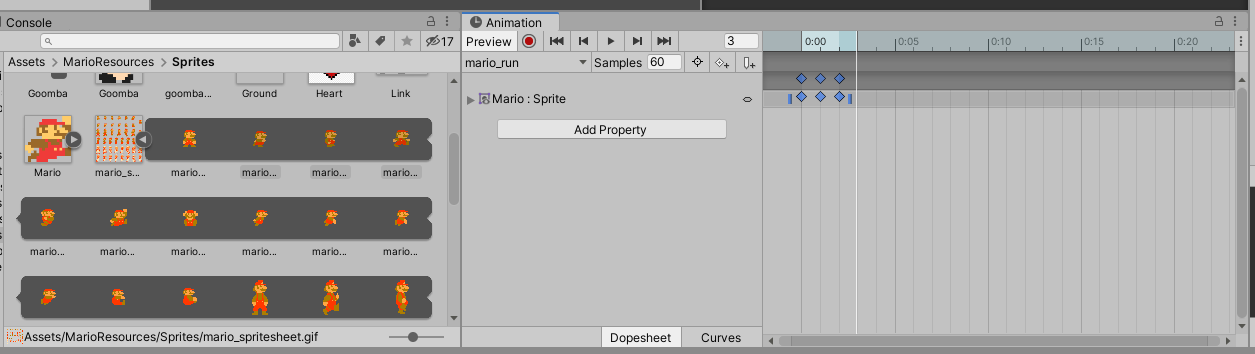 Console
17
Assets > MarioResources > Sprites
Goomba Goomba goomba... Ground Heart Link
Mario mario_s... mario... mario... mario... mario...
mario... mario... mario... mario... mario... mario...
Assets/MarioResources/Sprites/mario_spritesheet.gif
Animation
Preview 3
mario_run Samples 60
Mario : Sprite
Add Property
Dopesheet Curves
0:00 0:05 0:10 0:15 0:20